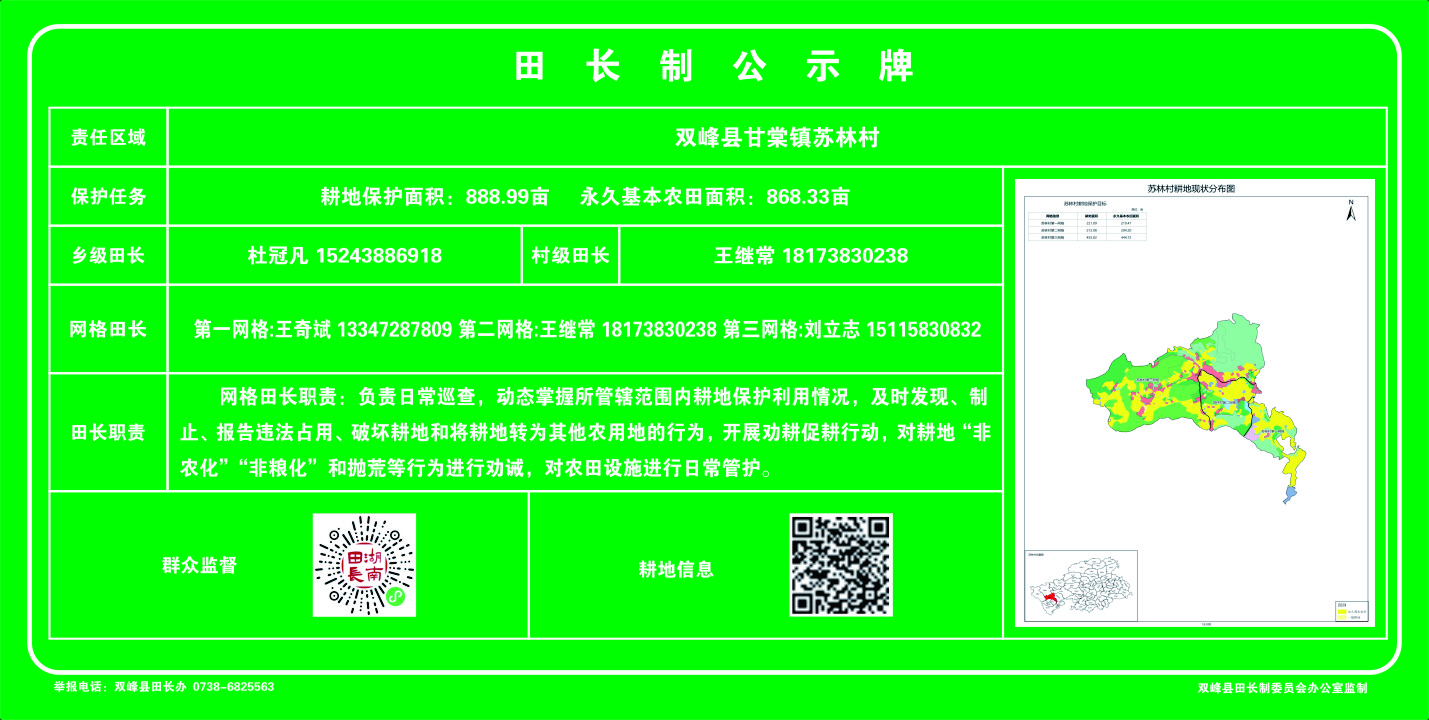 田长制公示牌
责任区域
双峰县甘棠镇苏林村
保护任务
耕地保护面积：888.99亩 永久基本农田面积：868.33亩
乡级田长
杜冠凡 15243886918
村级田长
王继常 18173830238
网格田长
第一网格:王奇斌 13347287809 第二网格:王继常 18173830238 第三网格:刘立志 15115830832
田长职责
网格田长职责：负责日常巡查，动态掌握所管辖范围内耕地保护利用情况，及时发现、制
止、报告违法占用、破坏耕地和将耕地转为其他农用地的行为，开展劝耕促耕行动，对耕地“非
农化”“非粮化”和抛荒等行为进行劝诫，对农田设施进行日常管护。
苏林村耕地现状分布图
苏林村耕地保护目标
N
群众监督
湖南田長
耕地信息
举报电话：双峰县田长办 0738-6825563
双峰县田长制委员会办公室监制